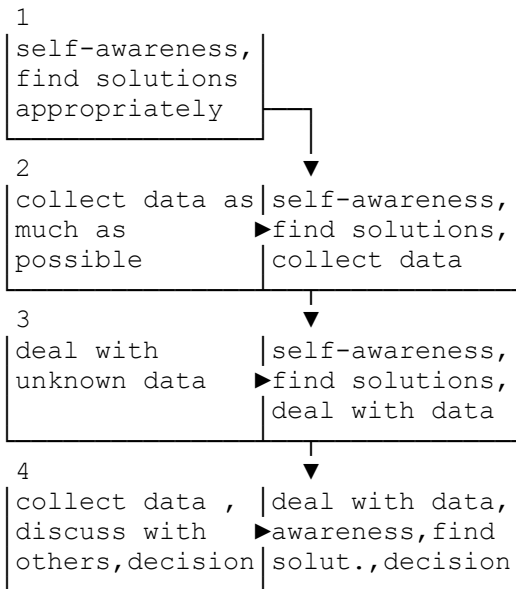 1
self-awareness,
find solutions
appropriately
2
collect data as
much as
possible
self-awareness,
find solutions,
collect data
3
deal with
unknown data
self-awareness,
find solutions,
deal with data
4
collect data ,
discuss with
others,decision
deal with data,
awareness,find
solut.,decision